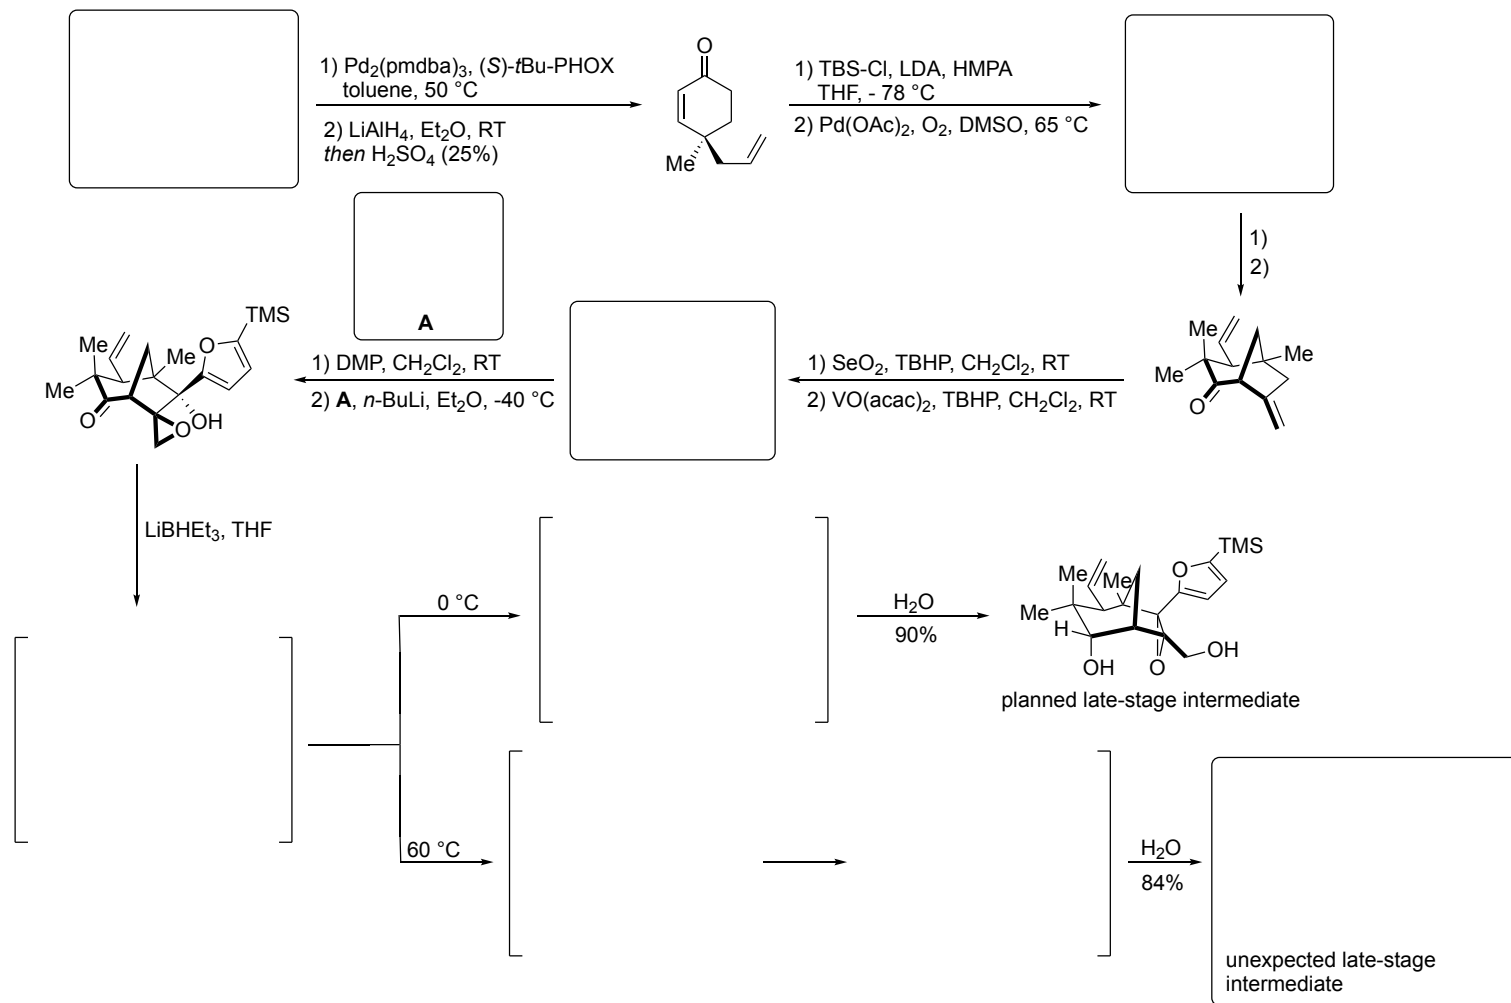 1) Pd2(pmdba)3, (S)-tBu-PHOX
toluene, 50 °C
2) LiAlH4, Et2O, RT
then H2SO4 (25%)
O
Me
1) TBS-Cl, LDA, HMPA
THF, - 78 °C
2) Pd(OAc)2, O2, DMSO, 65 °C
1)
2)
A
1) DMP, CH2Cl2, RT
2) A, n-BuLi, Et2O, -40 °C
1) SeO2, TBHP, CH2Cl2, RT
2) VO(acac)2, TBHP, CH2Cl2, RT
TMS
Me
Me
O
Me
O
O
OH
Me
Me
Me
O
LiBHEt3, THF
0 °C
H2O
90%
TMS
Me
Me
O
Me
H
OH
O
OH
planned late-stage intermediate
60 °C
H2O
84%
unexpected late-stage
intermediate